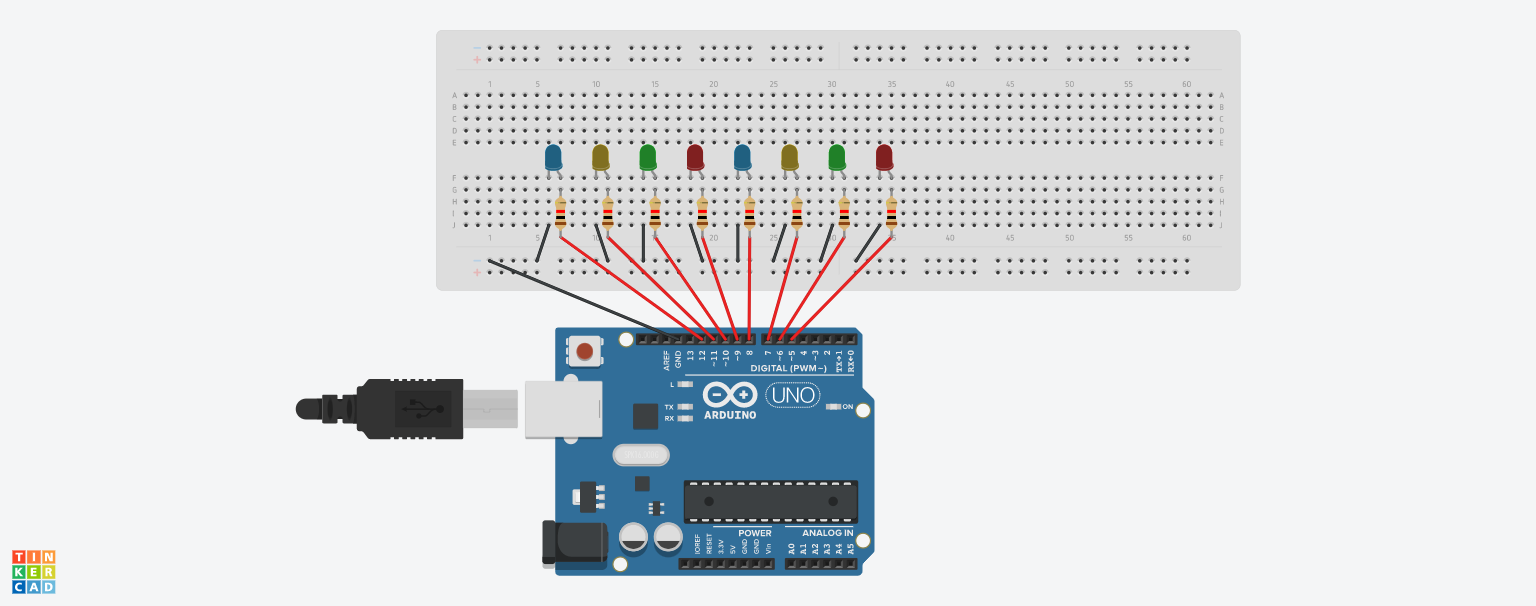 − −
+ +
1 5 10 15 20 25 30 35 40 45 50 55 60
A A
B B
C C
D D
E E
F F
G G
H H
I I
J J
1 5 10 15 20 25 30 35 40 45 50 55 60
− −
+ +
AREF GND 13 12 ~11 ~10 ~9 8 7 ~6 ~5 4 ~3 2 TX→1 RX←0
DIGITAL (PWM~)
L
TX
RX
ARDUINO
UNO
ON
POWER
ANALOG IN
IOREF RESET 3.3V 5V GND GND Vin A0 A1 A2 A3 A4 A5
TIN
KER
CAD